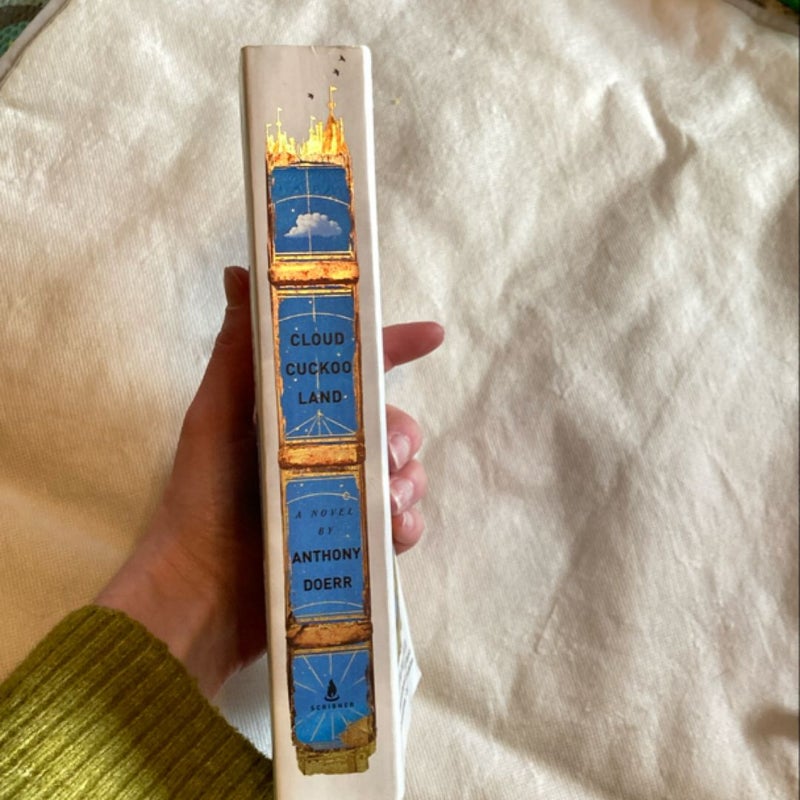 CLOUD
CUCKOO
LAND
A NOVEL
BY
ANTHONY
DOERR
SCRIBNER